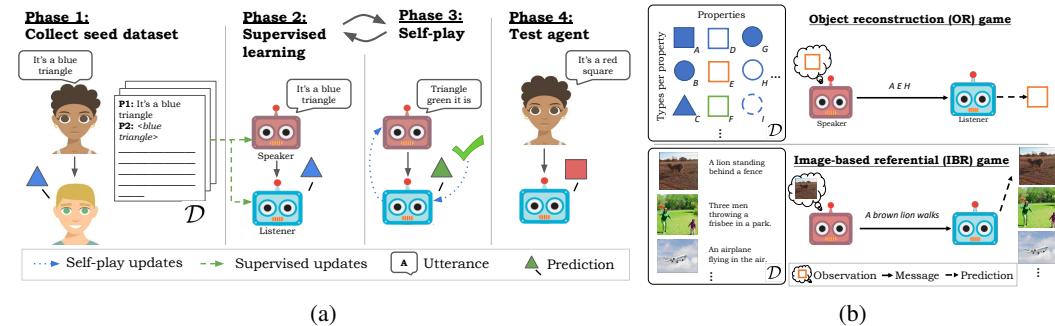 Phase 1:
Collect seed dataset
It's a blue
triangle
P1: It's a blue
triangle
P2: <blue
triangle>
D
Phase 2:
Supervised
learning
It's a blue
triangle
Speaker
Listener
Phase 3:
Self-play
Triangle
green it is
Phase 4:
Test agent
It's a red
square
Self-play updates
Supervised updates
A
Utterance
Prediction
(a)
Properties
Types per property
A
D
G
B
E
H
...
C
F
I
⋮
D
Object reconstruction (OR) game
Speaker
A E H
Listener
A lion standing
behind a fence
Three men
throwing a
frisbee in a park.
An airplane
flying in the air.
⋮
D
Image-based referential (IBR) game
A brown lion walks
⋮
Observation
Message
Prediction
(b)